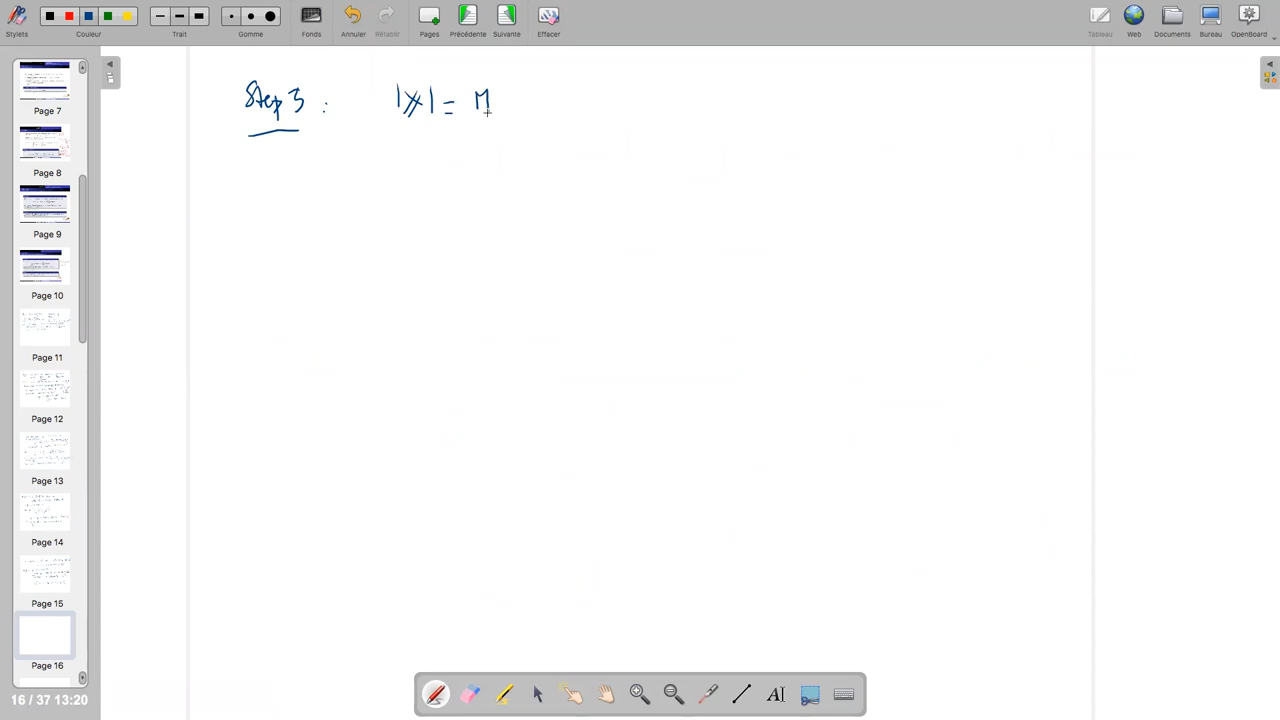 Stylets
Couleur
Trait
Gomme
Fonds
Annuler
Rétablir
Pages
Précédente
Suivante
Effacer
Tableau
Web
Documents
Bureau
OpenBoard
Step 3 : |X| = M
Page 7
Page 8
Page 9
Page 10
Page 11
Page 12
Page 13
Page 14
Page 15
Page 16
16 / 37 13:20